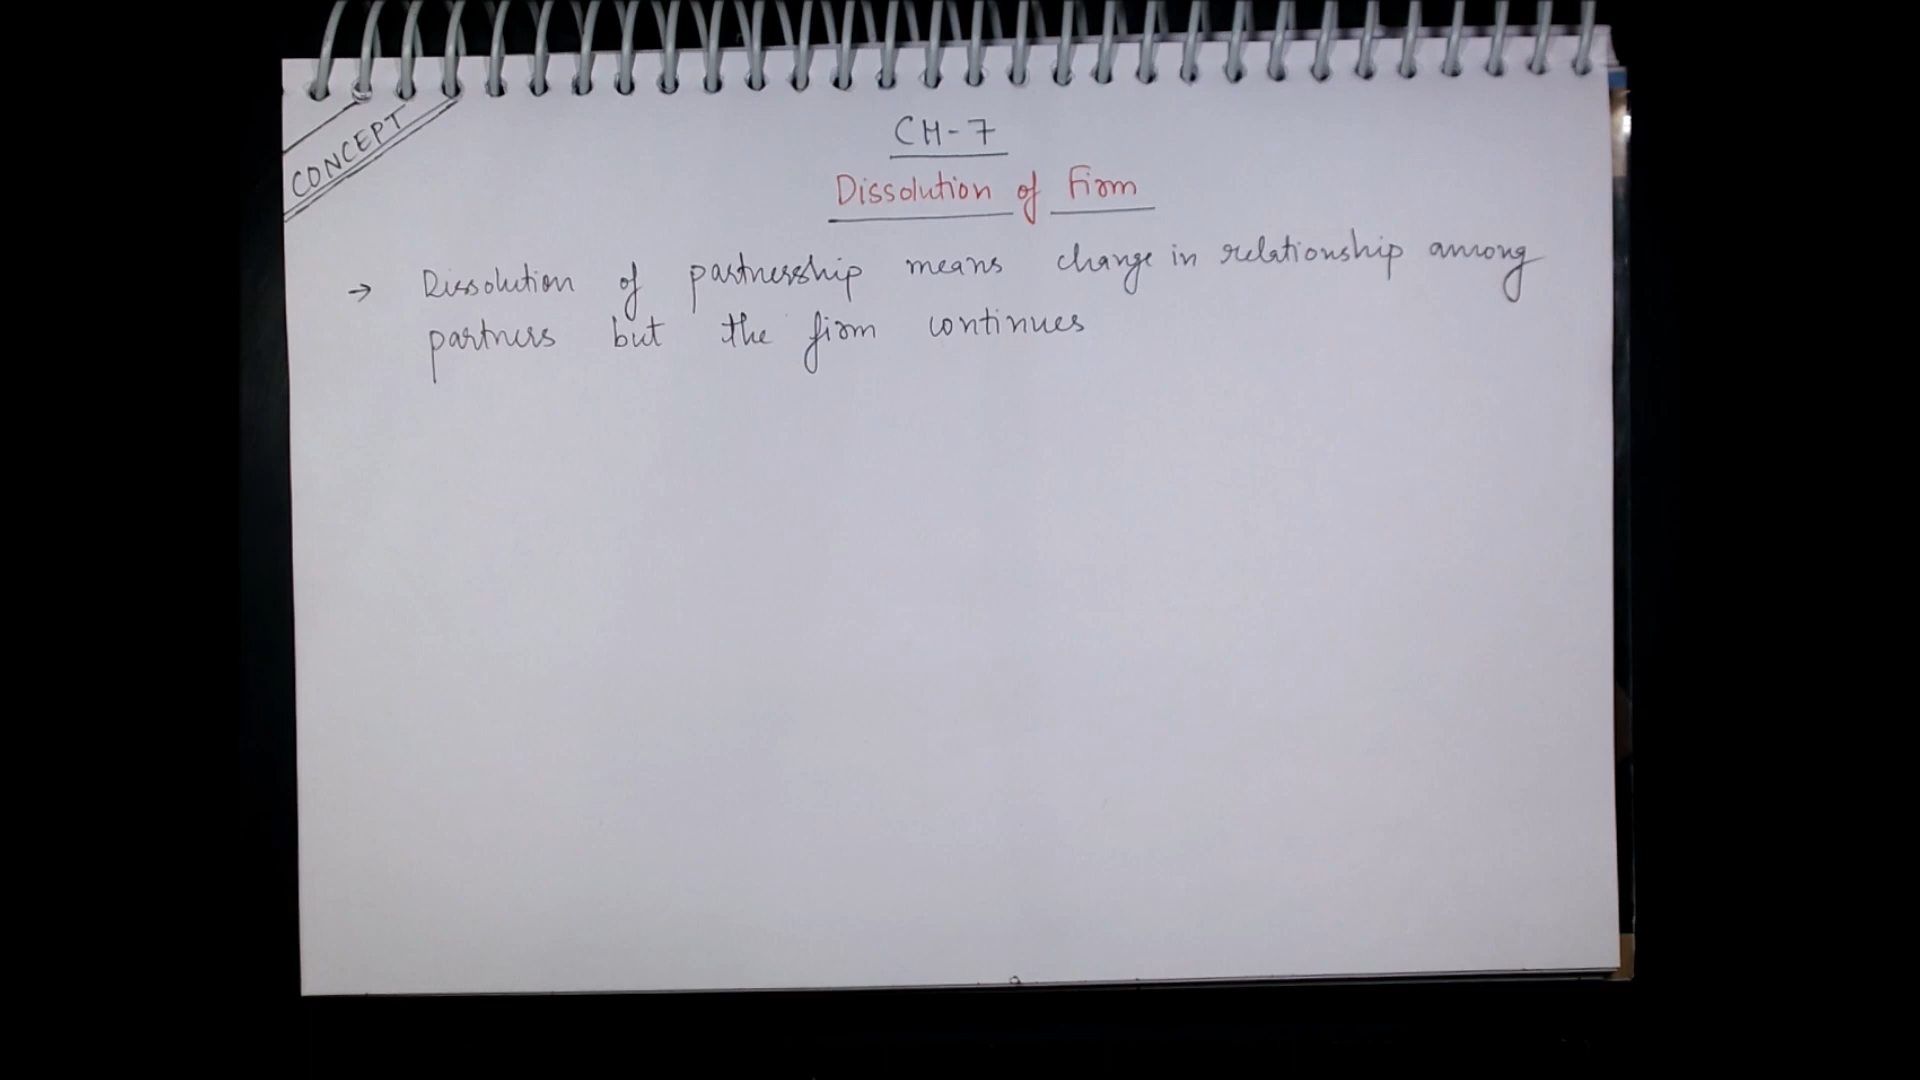 CONCEPT
CH-7
Dissolution of Firm
→ Dissolution of partnership means change in relationship among
partners but the firm continues